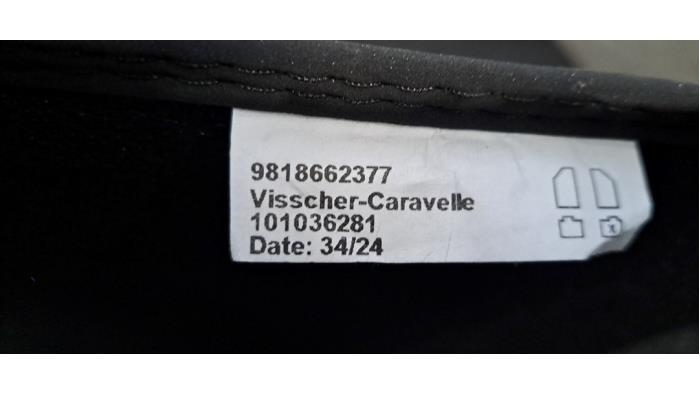 9818662377
Visscher-Caravelle
101036281
Date: 34/24
x